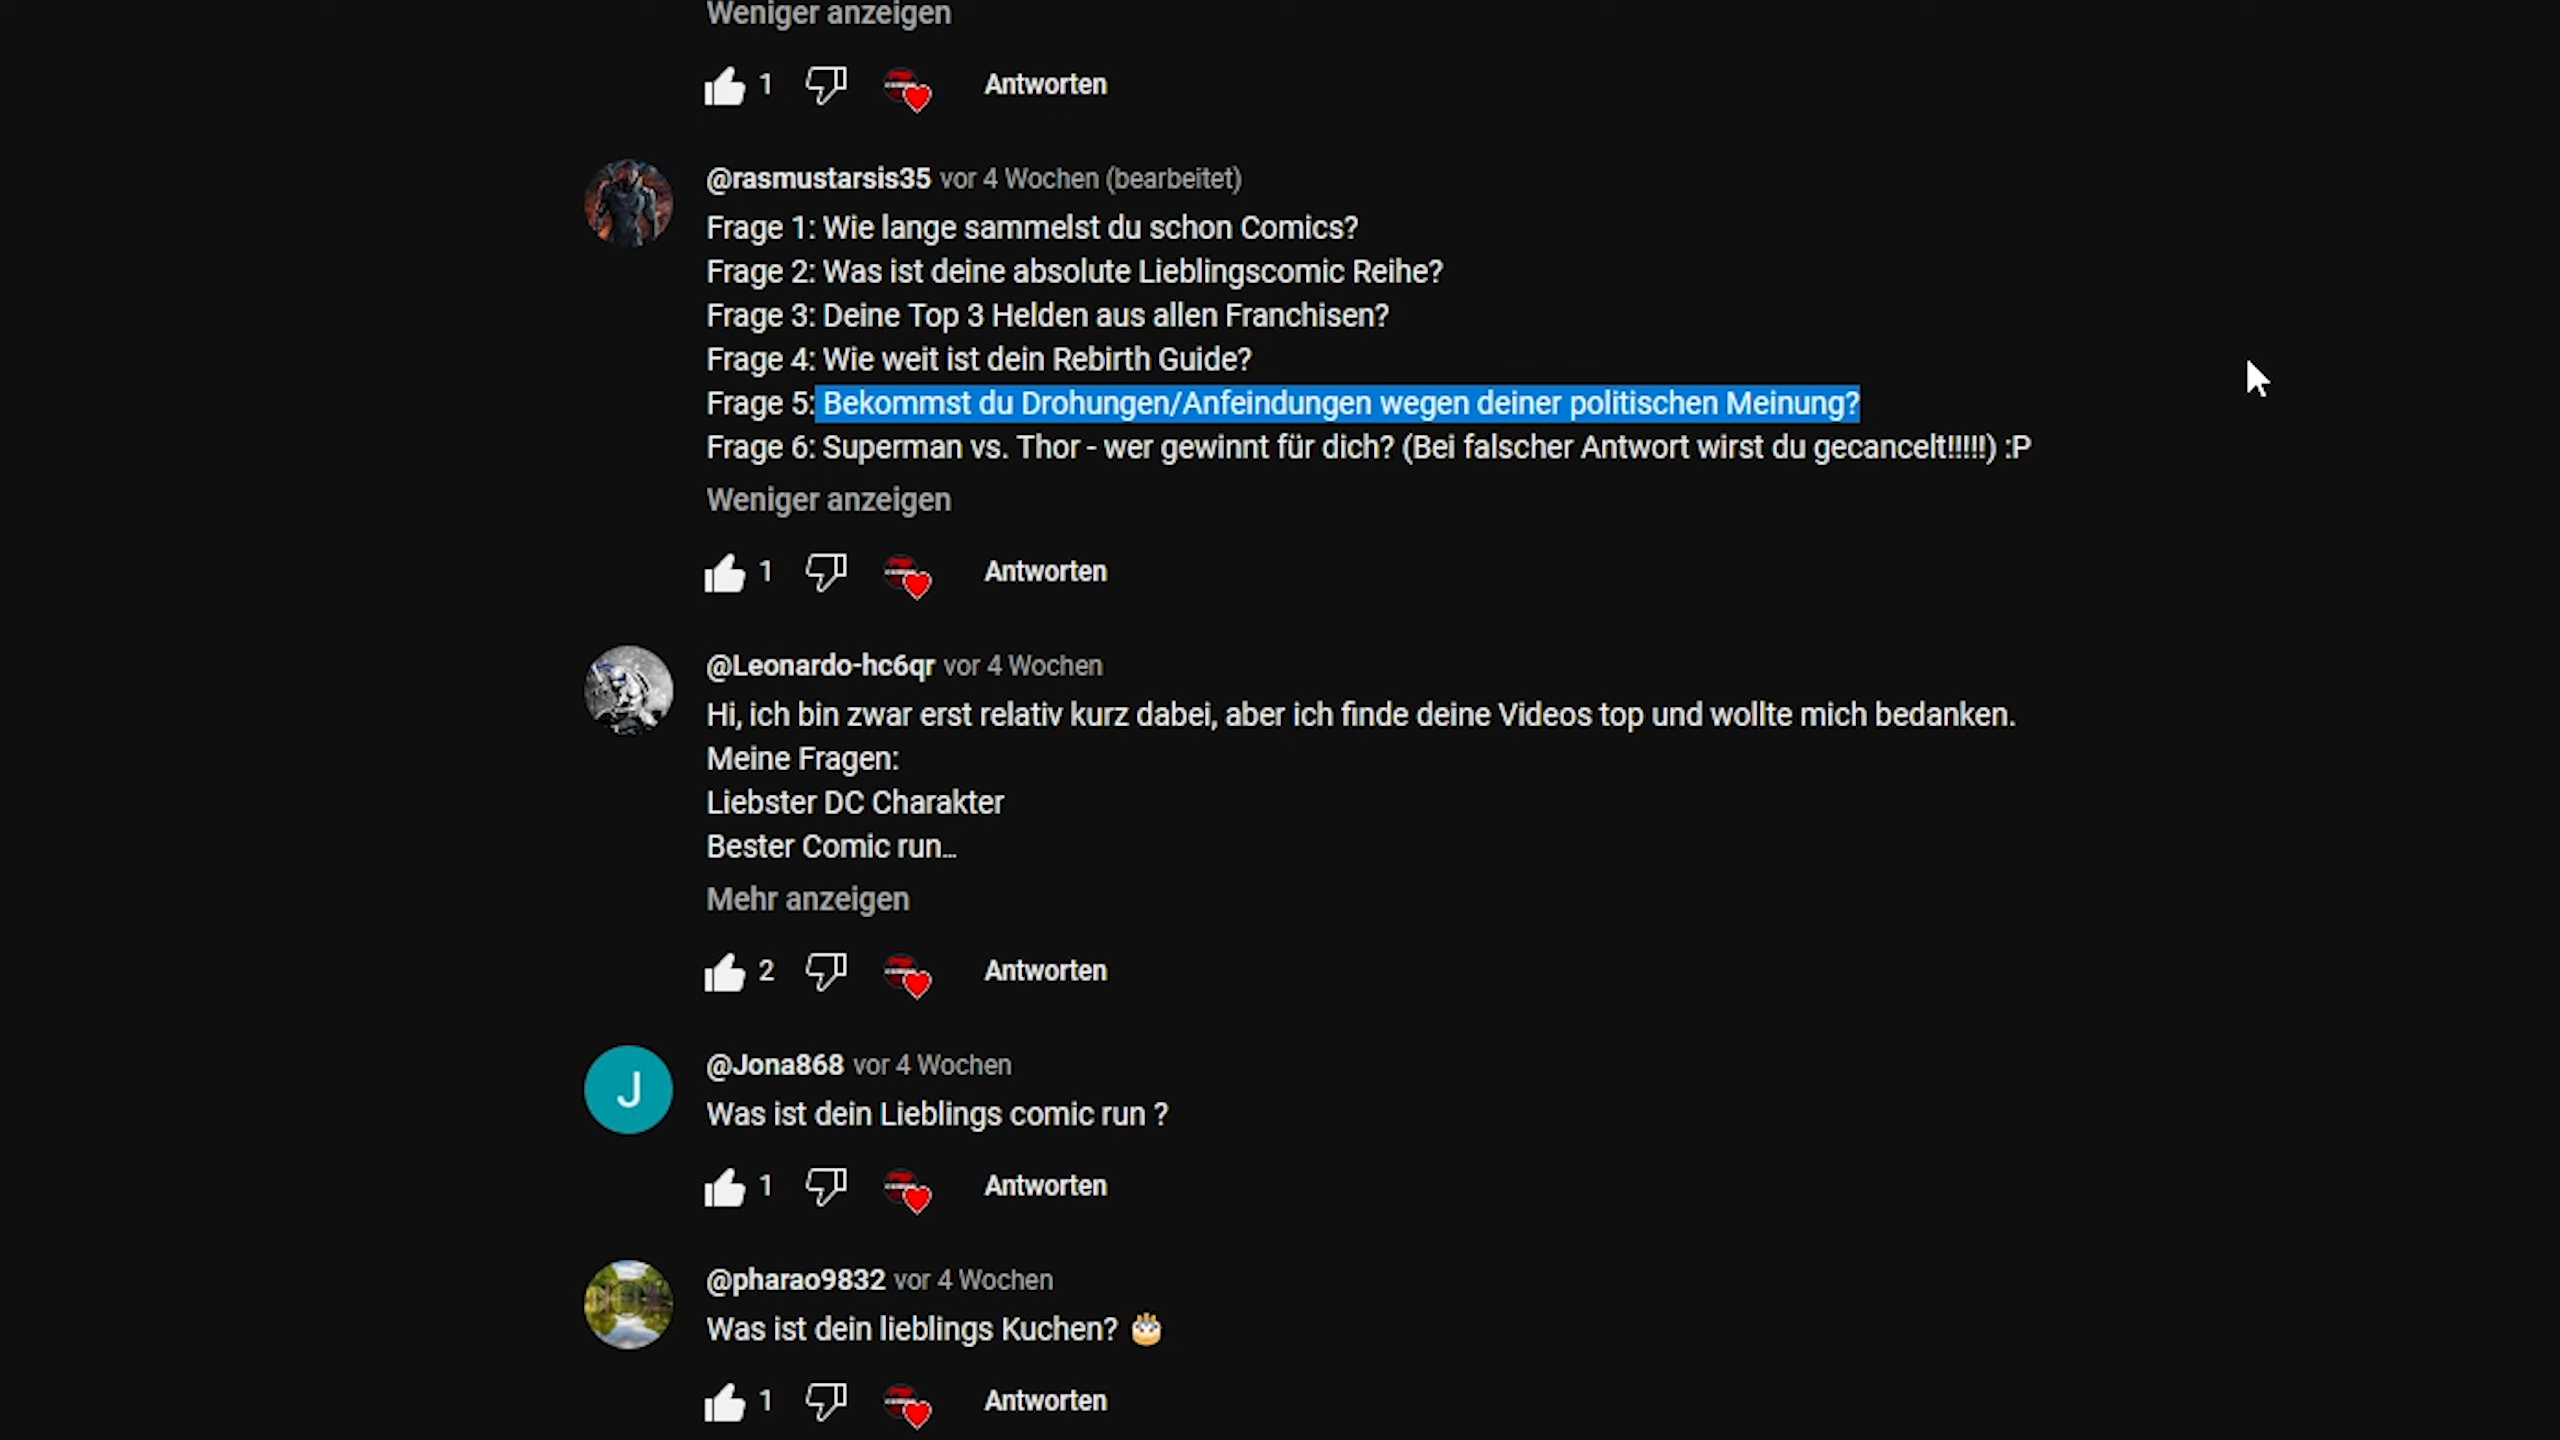 Weniger anzeigen
1 Antworten
@rasmustarsis35 vor 4 Wochen (bearbeitet)
Frage 1: Wie lange sammelst du schon Comics?
Frage 2: Was ist deine absolute Lieblingscomic Reihe?
Frage 3: Deine Top 3 Helden aus allen Franchisen?
Frage 4: Wie weit ist dein Rebirth Guide?
Frage 5: Bekommst du Drohungen/Anfeindungen wegen deiner politischen Meinung?
Frage 6: Superman vs. Thor - wer gewinnt für dich? (Bei falscher Antwort wirst du gecancelt!!!!!) :P
Weniger anzeigen
1 Antworten
@Leonardo-hc6qr vor 4 Wochen
Hi, ich bin zwar erst relativ kurz dabei, aber ich finde deine Videos top und wollte mich bedanken.
Meine Fragen:
Liebster DC Charakter
Bester Comic run…
Mehr anzeigen
2 Antworten
J
@Jona868 vor 4 Wochen
Was ist dein Lieblings comic run ?
1 Antworten
@pharao9832 vor 4 Wochen
Was ist dein lieblings Kuchen? 🎂
1 Antworten